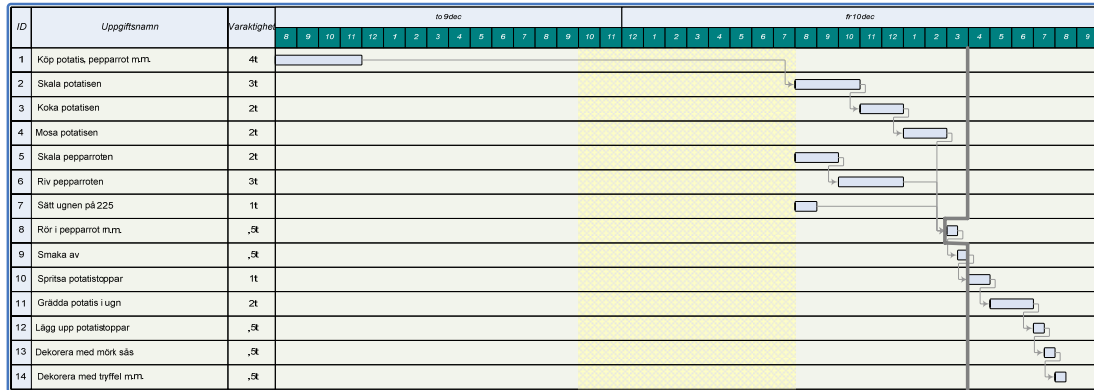 ID Uppgiftsnamn Varaktighet to 9 dec fr 10 dec
8 9 10 11 12 1 2 3 4 5 6 7 8 9 10 11 12 1 2 3 4 5 6 7 8 9 10 11 12 1 2 3 4 5 6 7 8 9
1 Köp potatis, pepparrot m.m. 4t
2 Skala potatisen 3t
3 Koka potatisen 2t
4 Mosa potatisen 2t
5 Skala pepparroten 2t
6 Riv pepparroten 3t
7 Sätt ugnen på 225 1t
8 Rör i pepparrot m.m. ,5t
9 Smaka av ,5t
10 Spritsa potatistoppar 1t
11 Grädda potatis i ugn 2t
12 Lägg upp potatistoppar ,5t
13 Dekorera med mörk sås ,5t
14 Dekorera med tryffel m.m. ,5t